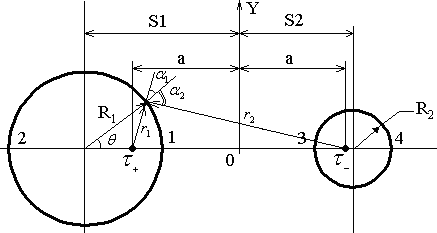 S1 S2 Y
a a
α₁
α₂
R₁ r₁ r₂ R₂
2 θ 1 3 4
τ₊ 0 τ₋